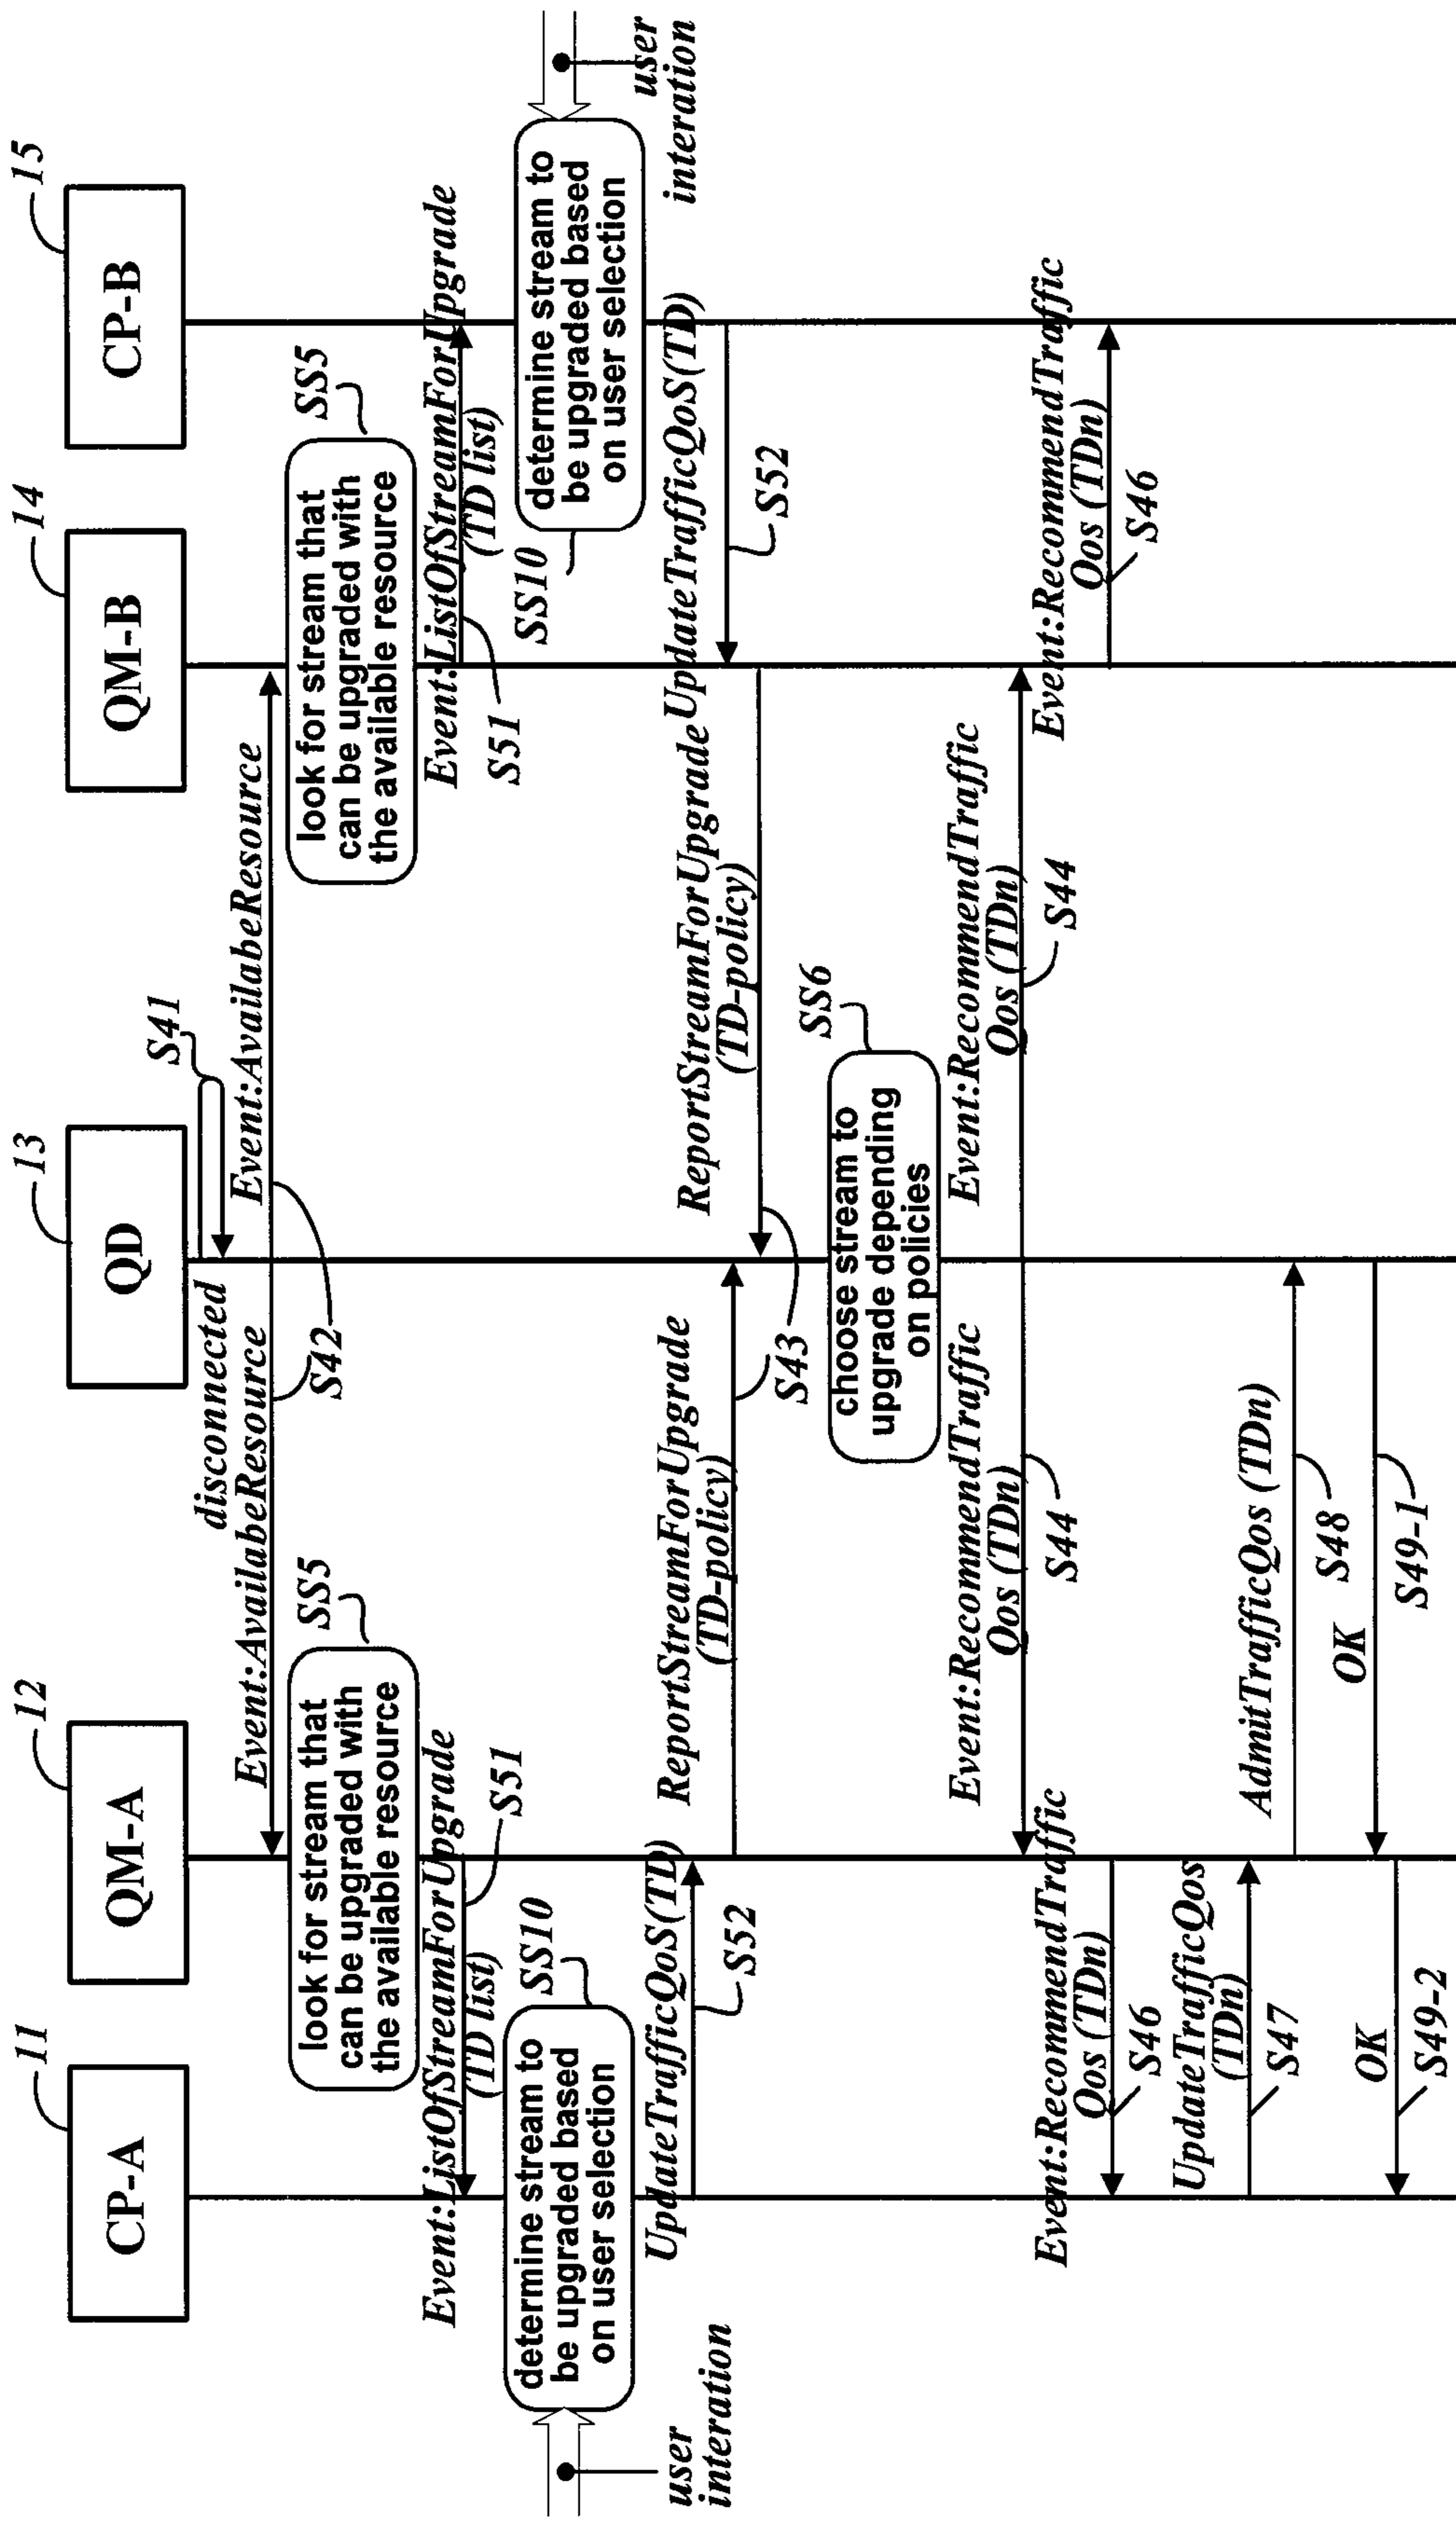 11
12
13
14
15
CP-A
QM-A
QD
QM-B
CP-B
S41
disconnected
Event:AvailabeResource
Event:AvailabeResource
S42
SS5
look for stream that
can be upgraded with
the available resource
SS5
look for stream that
can be upgraded with
the available resource
Event:ListOfStreamForUpgrade
(TD list)
S51
Event:ListOfStreamForUpgrade
(TD list)
S51
SS10
determine stream to
be upgraded based
on user selection
user
interation
SS10
determine stream to
be upgraded based
on user selection
user
interation
UpdateTrafficQoS(TD)
S52
ReportStreamForUpgrade
(TD-policy)
ReportStreamForUpgrade
(TD-policy)
S43
UpdateTrafficQoS(TD)
S52
SS6
choose stream to
upgrade depending
on policies
Event:RecommendTraffic
Qos (TDn)
S44
Event:RecommendTraffic
Qos (TDn)
S44
Event:RecommendTraffic
Qos (TDn)
S46
Event:RecommendTraffic
Qos (TDn)
S46
UpdateTrafficQos
(TDn)
S47
AdmitTrafficQos (TDn)
S48
OK
S49-1
OK
S49-2